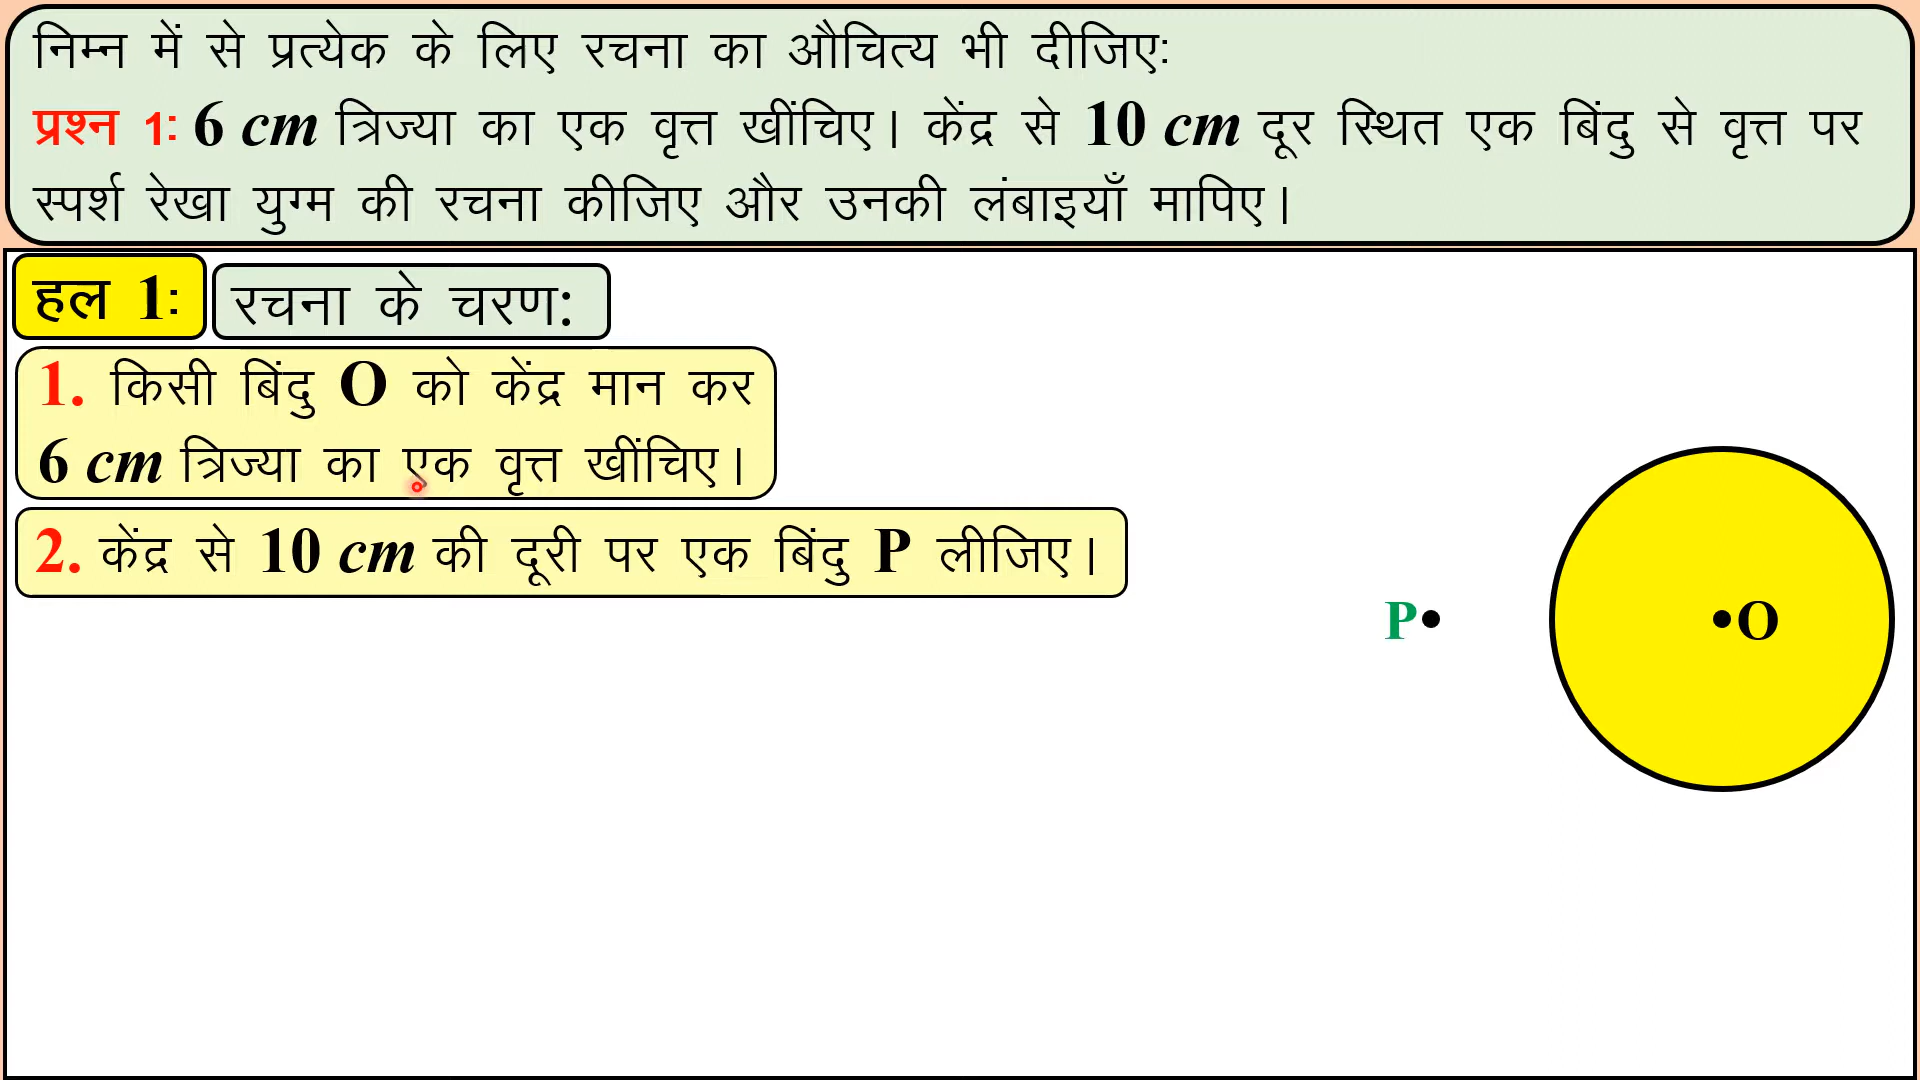 निम्न में से प्रत्येक के लिए रचना का औचित्य भी दीजिए:
प्रश्न 1: 6 cm त्रिज्या का एक वृत्त खींचिए। केंद्र से 10 cm दूर स्थित एक बिंदु से वृत्त पर
स्पर्श रेखा युग्म की रचना कीजिए और उनकी लंबाइयाँ मापिए।
हल 1: रचना के चरण:
1. किसी बिंदु O को केंद्र मान कर
6 cm त्रिज्या का एक वृत्त खींचिए।
2. केंद्र से 10 cm की दूरी पर एक बिंदु P लीजिए।
P O